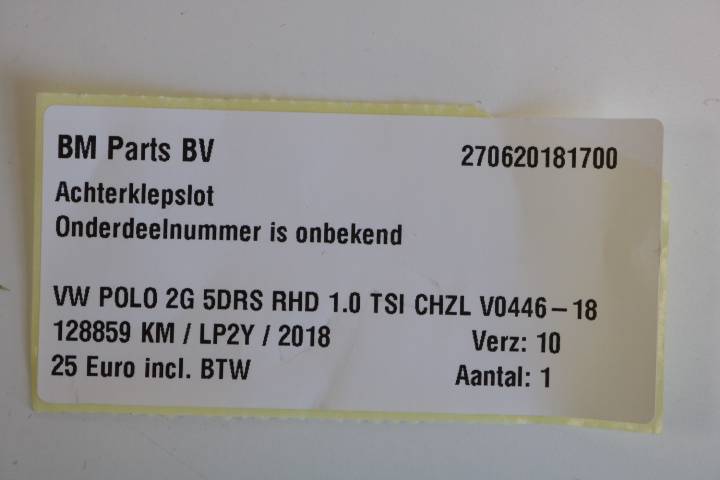 BM Parts BV 270620181700
Achterklepslot
Onderdeelnummer is onbekend
VW POLO 2G 5DRS RHD 1.0 TSI CHZL V0446-18
128859 KM / LP2Y / 2018 Verz: 10
25 Euro incl. BTW Aantal: 1